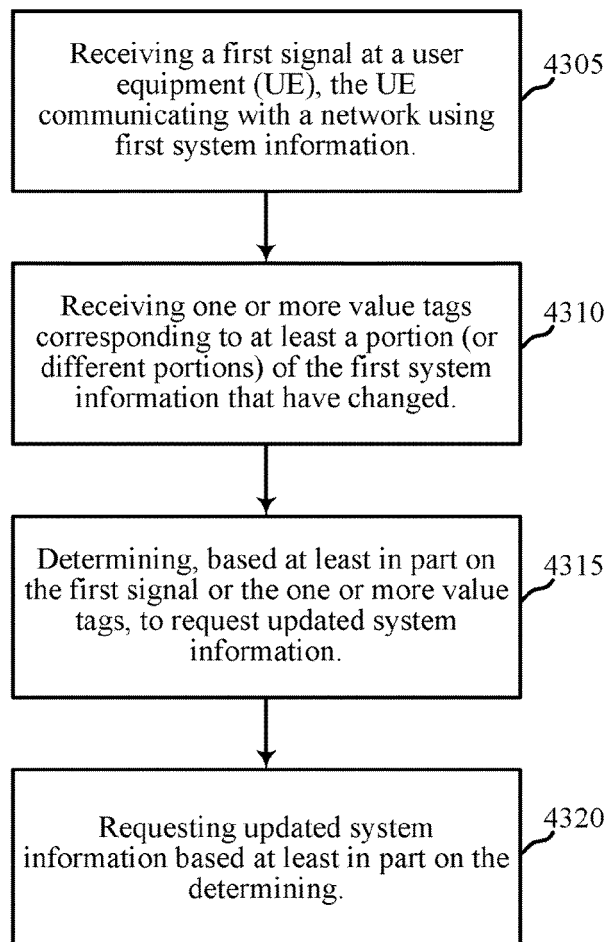 Receiving a first signal at a user
equipment (UE), the UE
communicating with a network using
first system information.
4305
Receiving one or more value tags
corresponding to at least a portion (or
different portions) of the first system
information that have changed.
4310
Determining, based at least in part on
the first signal or the one or more value
tags, to request updated system
information.
4315
Requesting updated system
information based at least in part on the
determining.
4320